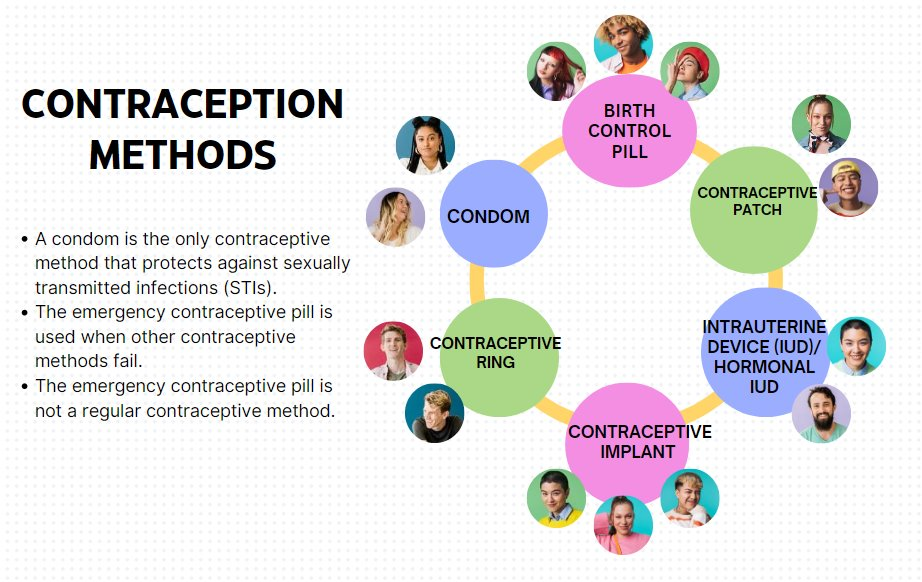 CONTRACEPTION
METHODS
• A condom is the only contraceptive
method that protects against sexually
transmitted infections (STIs).
• The emergency contraceptive pill is
used when other contraceptive
methods fail.
• The emergency contraceptive pill is
not a regular contraceptive method.
BIRTH
CONTROL
PILL
CONTRACEPTIVE
PATCH
INTRAUTERINE
DEVICE (IUD)/
HORMONAL
IUD
CONTRACEPTIVE
IMPLANT
CONTRACEPTIVE
RING
CONDOM